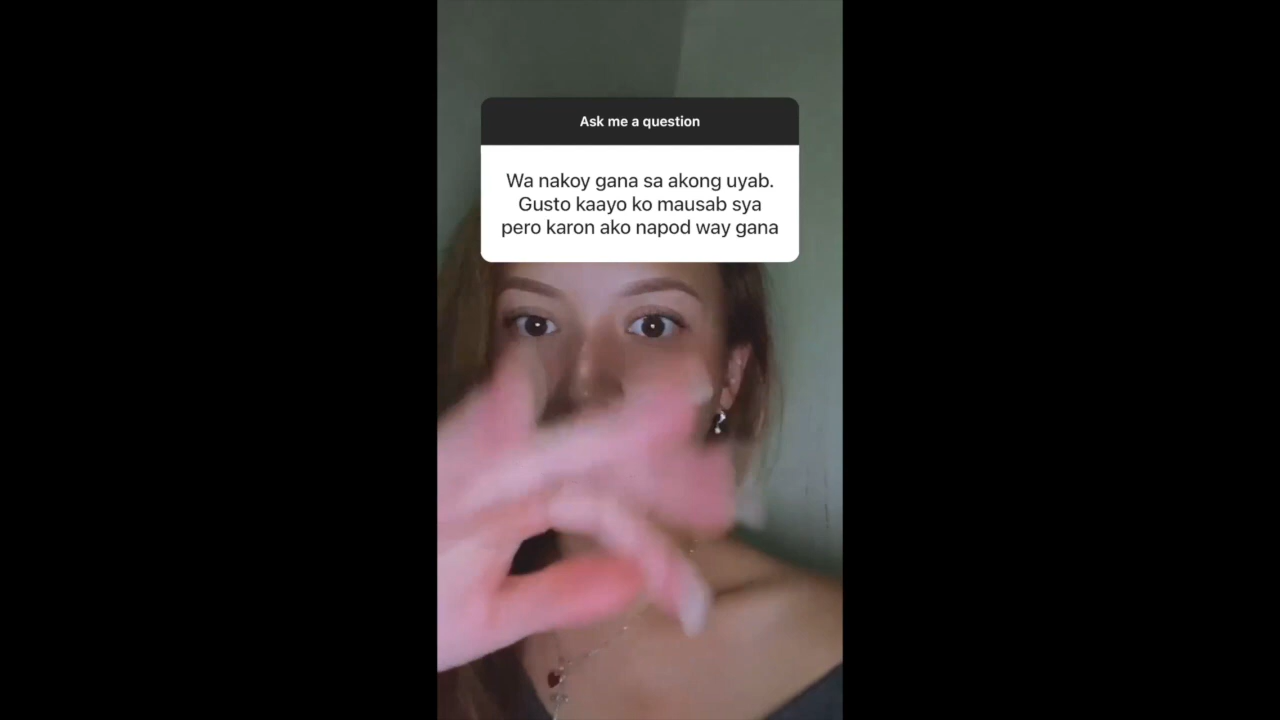 Ask me a question
Wa nakoy gana sa akong uyab.
Gusto kaayo ko mausab sya
pero karon ako napod way gana